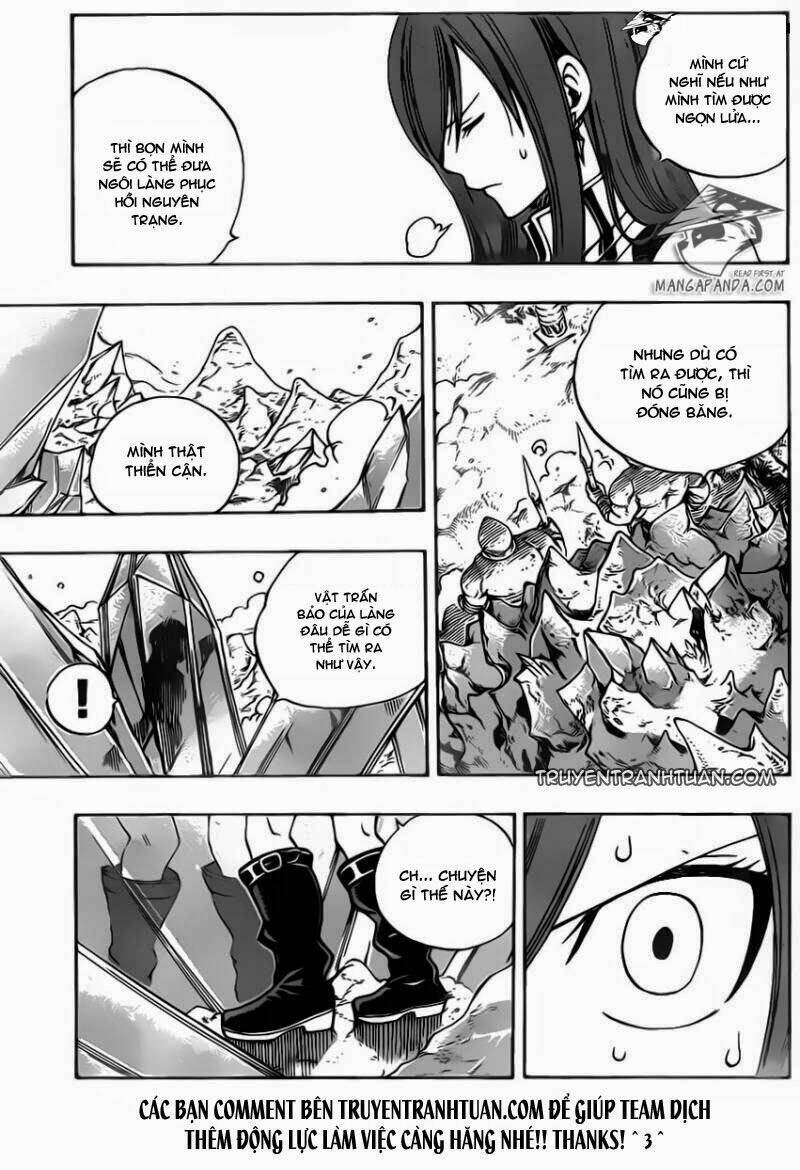 MÌNH CỨ
NGHĨ NẾU NHƯ
MÌNH TÌM ĐƯỢC
NGỌN LỬA...
THÌ BỌN MÌNH
SẼ CÓ THỂ ĐƯA
NGÔI LÀNG PHỤC
HỒI NGUYÊN
TRẠNG.
READ FIRST AT
MANGAPANDA.COM
NHƯNG DÙ CÓ
TÌM RA ĐƯỢC, THÌ
NÓ CŨNG BỊ
ĐÓNG BĂNG.
MÌNH THẬT
THIỂN CẬN.
VẬT TRẤN
BẢO CỦA LÀNG
ĐÂU DỄ GÌ CÓ
THỂ TÌM RA
NHƯ VẬY.
!
TRUYENTRANHTUAN.COM
CH... CHUYỆN
GÌ THẾ NÀY?!
CÁC BẠN COMMENT BÊN TRUYENTRANHTUAN.COM ĐỂ GIÚP TEAM DỊCH
THÊM ĐỘNG LỰC LÀM VIỆC CÀNG HĂNG NHÉ!! THANKS! ^3^